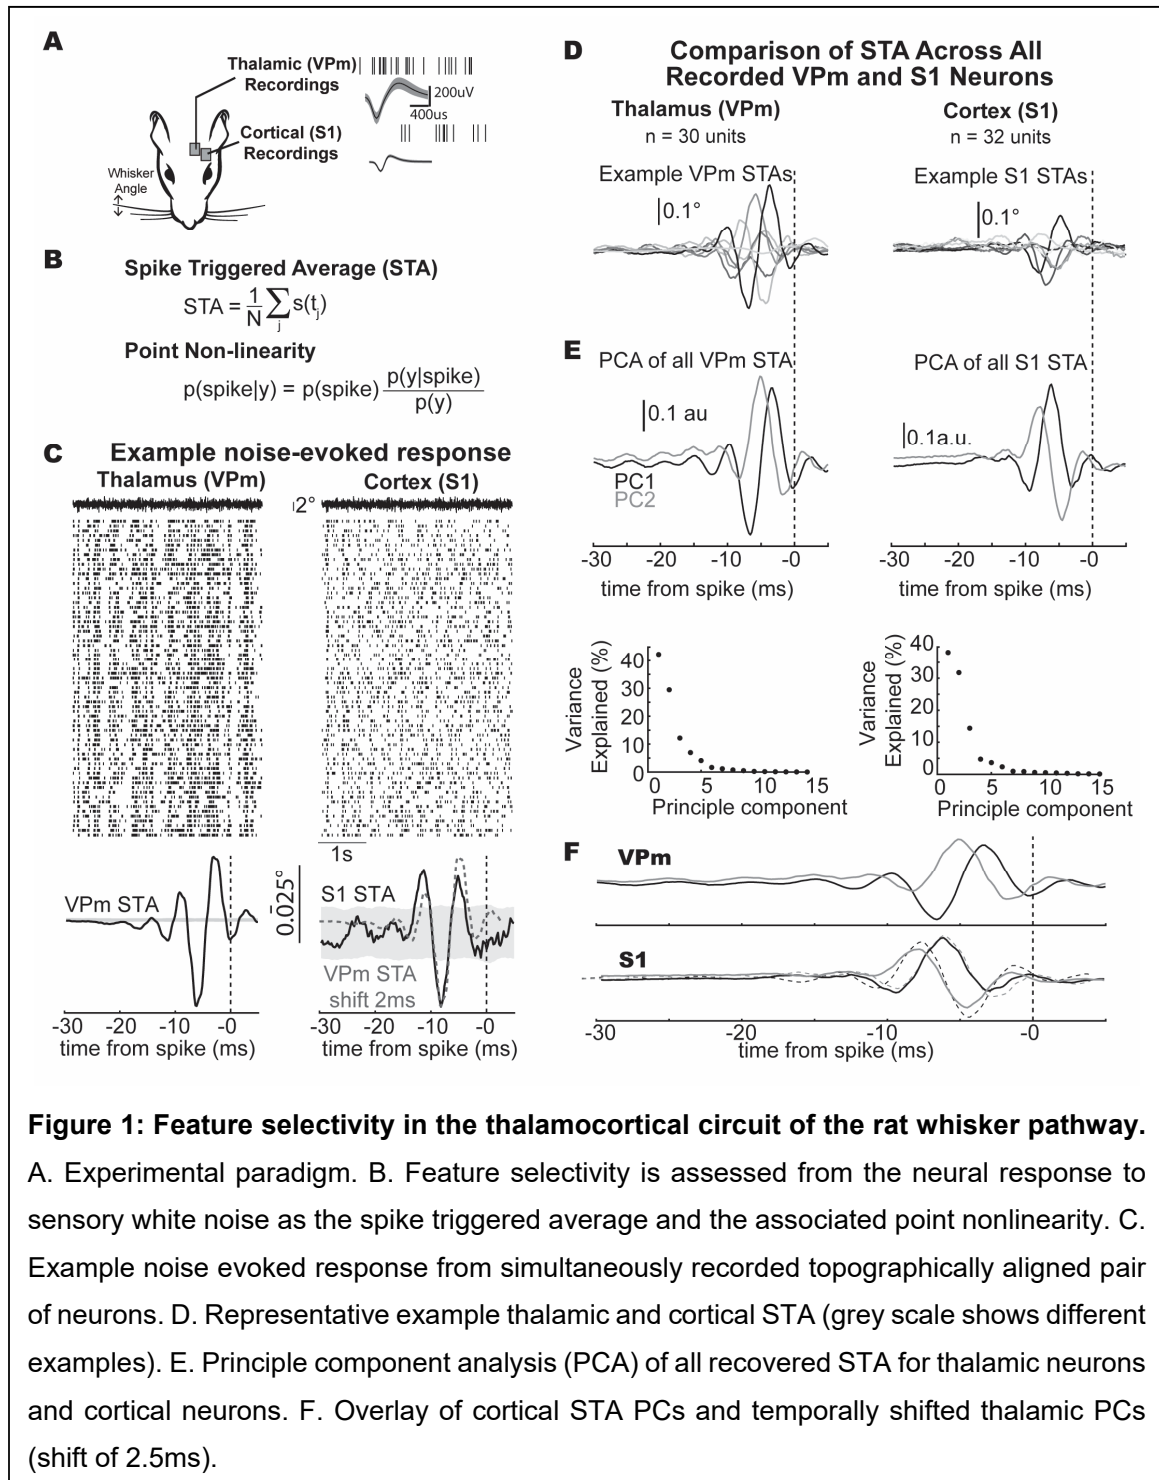 A
Thalamic (VPm)
Recordings
200uV
400us
Cortical (S1)
Recordings
Whisker
Angle
B
Spike Triggered Average (STA)
STA = 1/N ∑j s(tj)
Point Non-linearity
p(spike|y) = p(spike) p(y|spike)/p(y)
C Example noise-evoked response
Thalamus (VPm) Cortex (S1)
2°
1s
VPm STA
0.025°
S1 STA
VPm STA
shift 2ms
-30 -20 -10 -0 -30 -20 -10 -0
time from spike (ms) time from spike (ms)
D Comparison of STA Across All
Recorded VPm and S1 Neurons
Thalamus (VPm) Cortex (S1)
n = 30 units n = 32 units
Example VPm STAs Example S1 STAs
0.1° 0.1°
E PCA of all VPm STA PCA of all S1 STA
0.1 au 0.1a.u.
PC1
PC2
-30 -20 -10 -0 -30 -20 -10 -0
time from spike (ms) time from spike (ms)
Variance
Explained (%)
40
30
20
10
0
0 5 10 15
Principle component
Variance
Explained (%)
40
30
20
10
0
0 5 10 15
Principle component
F VPm
S1
-30 -20 -10 -0
time from spike (ms)
Figure 1: Feature selectivity in the thalamocortical circuit of the rat whisker pathway.
A. Experimental paradigm. B. Feature selectivity is assessed from the neural response to
sensory white noise as the spike triggered average and the associated point nonlinearity. C.
Example noise evoked response from simultaneously recorded topographically aligned pair
of neurons. D. Representative example thalamic and cortical STA (grey scale shows different
examples). E. Principle component analysis (PCA) of all recovered STA for thalamic neurons
and cortical neurons. F. Overlay of cortical STA PCs and temporally shifted thalamic PCs
(shift of 2.5ms).